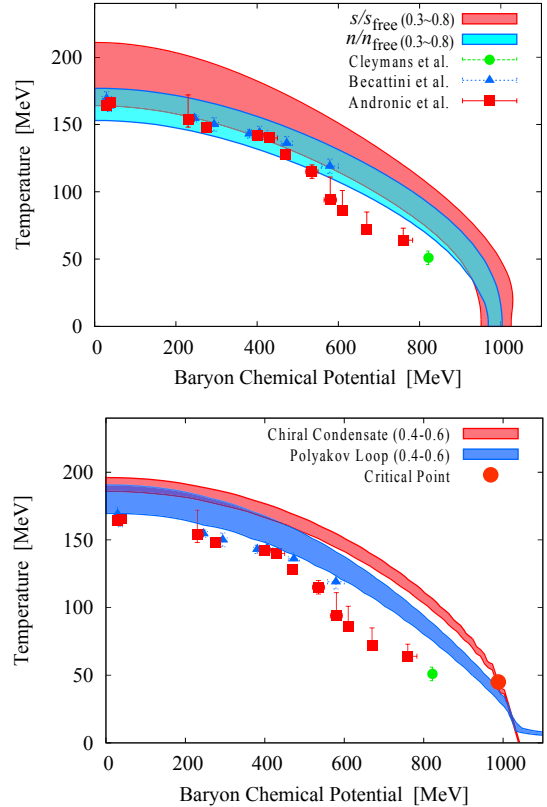 s/s_free (0.3~0.8)
n/n_free (0.3~0.8)
Cleymans et al.
Becattini et al.
Andronic et al.
Temperature [MeV]
200
150
100
50
0
0 200 400 600 800 1000
Baryon Chemical Potential [MeV]
Chiral Condensate (0.4-0.6)
Polyakov Loop (0.4-0.6)
Critical Point
Temperature [MeV]
200
150
100
50
0
0 200 400 600 800 1000
Baryon Chemical Potential [MeV]